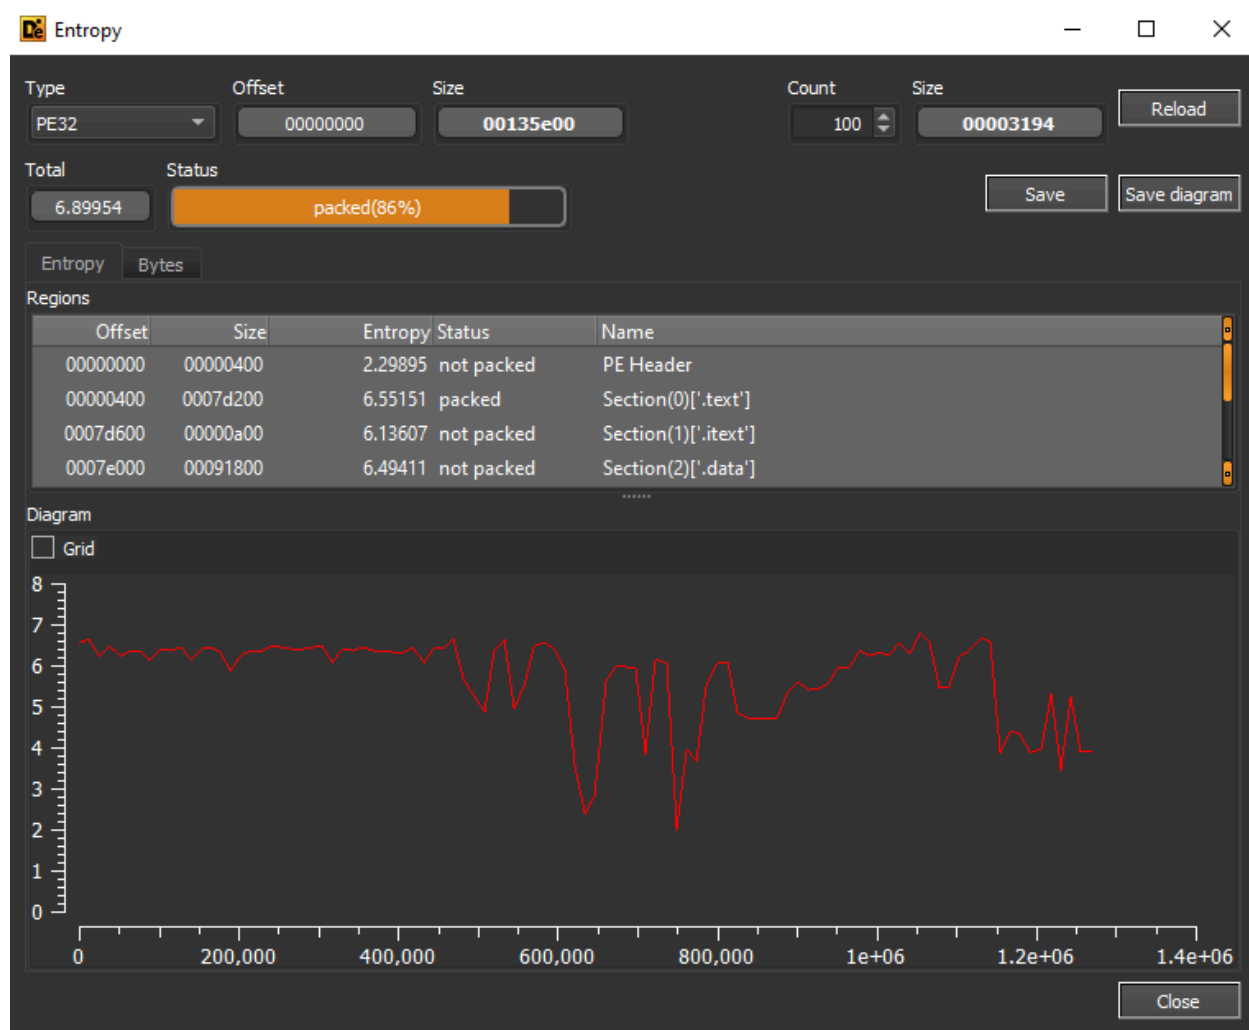 De Entropy
Type Offset Size Count Size
PE32 00000000 00135e00 100 00003194 Reload
Total Status
6.89954 packed(86%) Save Save diagram
Entropy Bytes
Regions
Offset Size Entropy Status Name
00000000 00000400 2.29895 not packed PE Header
00000400 0007d200 6.55151 packed Section(0)['.text']
0007d600 00000a00 6.13607 not packed Section(1)['.itext']
0007e000 00091800 6.49411 not packed Section(2)['.data']
Diagram
Grid
8
7
6
5
4
3
2
1
0
0 200,000 400,000 600,000 800,000 1e+06 1.2e+06 1.4e+06
Close